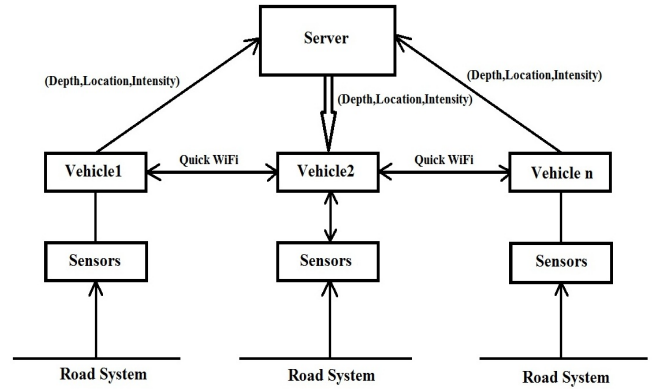 Server
(Depth,Location,Intensity)
(Depth,Location,Intensity)
(Depth,Location,Intensity)
Vehicle1
Quick WiFi
Vehicle2
Quick WiFi
Vehicle n
Sensors
Sensors
Sensors
Road System
Road System
Road System